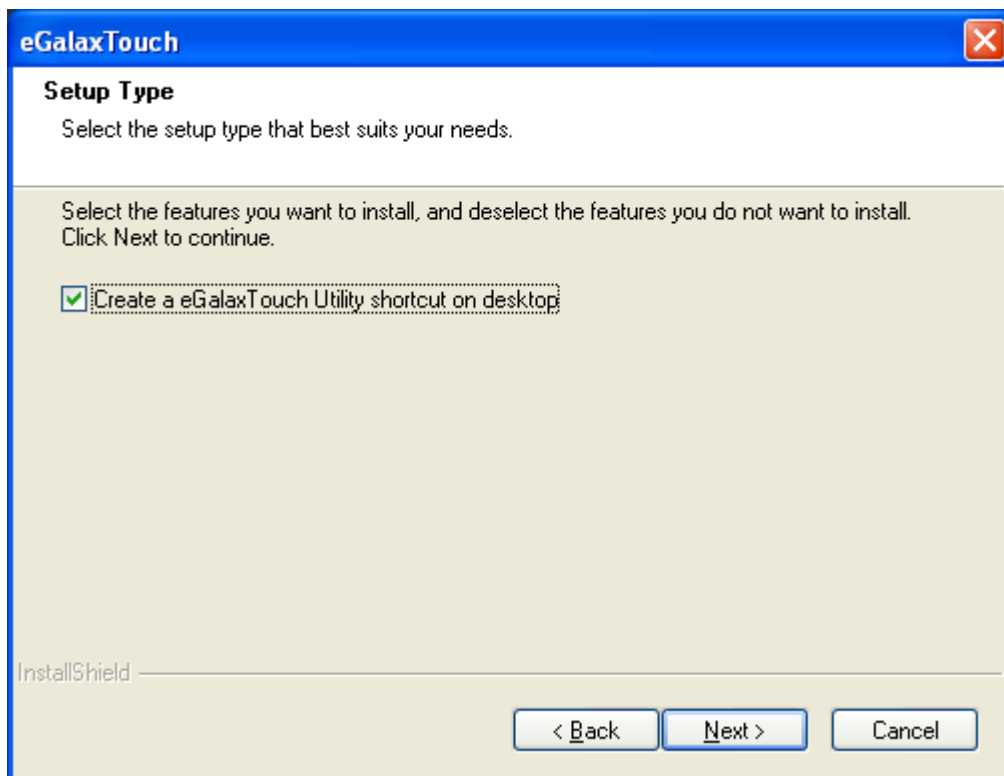 eGalaxTouch
Setup Type
Select the setup type that best suits your needs.
Select the features you want to install, and deselect the features you do not want to install.
Click Next to continue.
Create a eGalaxTouch Utility shortcut on desktop
InstallShield
< Back
Next >
Cancel